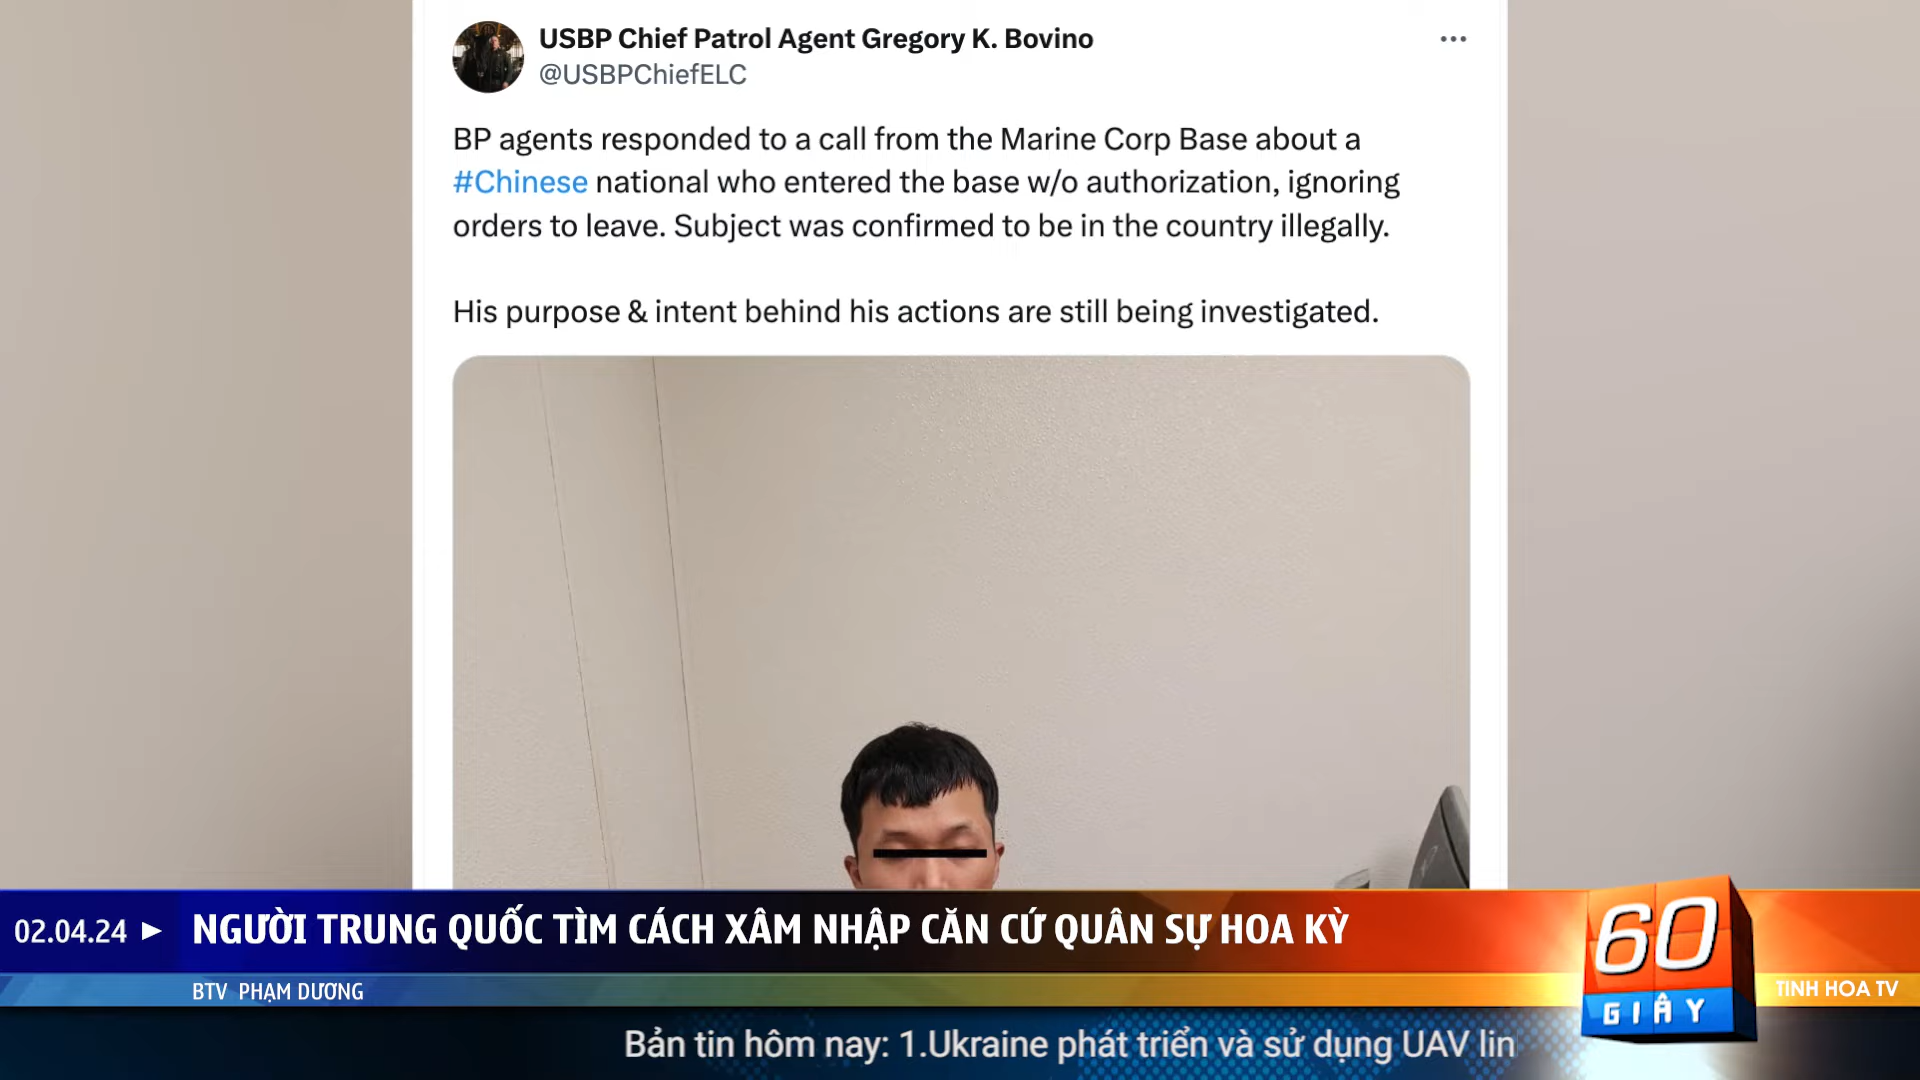 USBP Chief Patrol Agent Gregory K. Bovino
@USBPChiefELC
BP agents responded to a call from the Marine Corp Base about a
#Chinese national who entered the base w/o authorization, ignoring
orders to leave. Subject was confirmed to be in the country illegally.
His purpose & intent behind his actions are still being investigated.
02.04.24
NGƯỜI TRUNG QUỐC TÌM CÁCH XÂM NHẬP CĂN CỨ QUÂN SỰ HOA KỲ
BTV PHẠM DƯƠNG
60
GIÂY
TINH HOA TV
Bản tin hôm nay: 1.Ukraine phát triển và sử dụng UAV lin